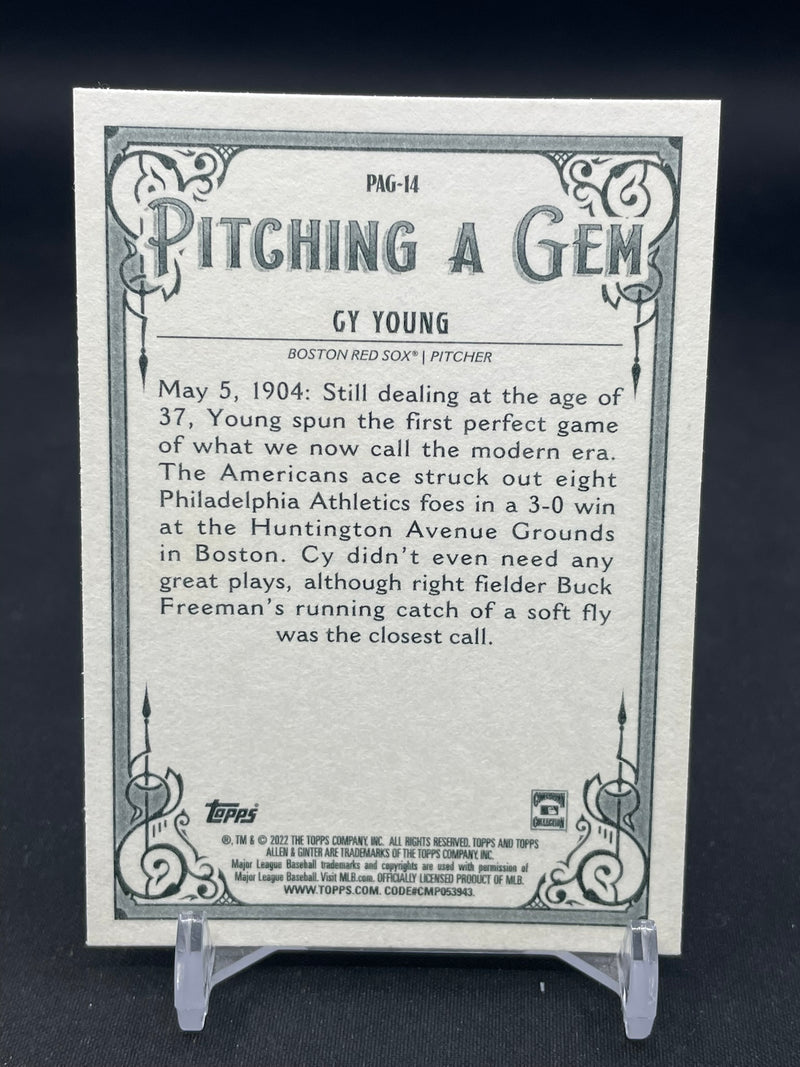 PAG-14
PITCHING A GEM
CY YOUNG
BOSTON RED SOX® | PITCHER
May 5, 1904: Still dealing at the age of
37, Young spun the first perfect game
of what we now call the modern era.
The Americans ace struck out eight
Philadelphia Athletics foes in a 3-0 win
at the Huntington Avenue Grounds
in Boston. Cy didn't even need any
great plays, although right fielder Buck
Freeman's running catch of a soft fly
was the closest call.
topps
COOPERSTOWN
COLLECTION
®, TM & © 2022 THE TOPPS COMPANY, INC. ALL RIGHTS RESERVED. TOPPS AND TOPPS
ALLEN & GINTER ARE TRADEMARKS OF THE TOPPS COMPANY, INC.
Major League Baseball trademarks and copyrights are used with permission of
Major League Baseball. Visit MLB.com. OFFICIALLY LICENSED PRODUCT OF MLB.
WWW.TOPPS.COM. CODE#CMP053943.